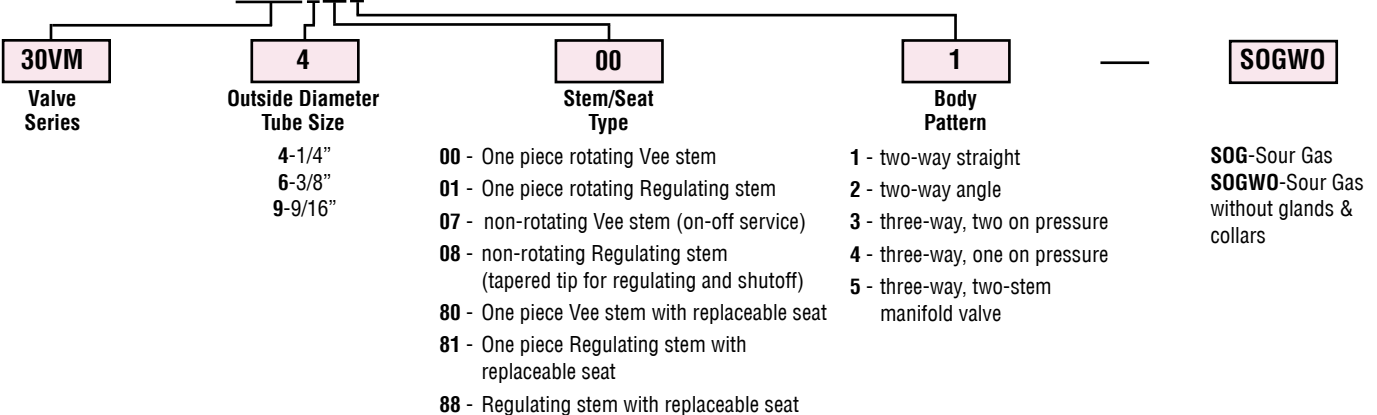 30VM
4
00
1
—
SOGWO
Valve
Series
Outside Diameter
Tube Size
4-1/4”
6-3/8”
9-9/16”
Stem/Seat
Type
00 - One piece rotating Vee stem
01 - One piece rotating Regulating stem
07 - non-rotating Vee stem (on-off service)
08 - non-rotating Regulating stem
(tapered tip for regulating and shutoff)
80 - One piece Vee stem with replaceable seat
81 - One piece Regulating stem with
replaceable seat
88 - Regulating stem with replaceable seat
Body
Pattern
1 - two-way straight
2 - two-way angle
3 - three-way, two on pressure
4 - three-way, one on pressure
5 - three-way, two-stem
manifold valve
SOG-Sour Gas
SOGWO-Sour Gas
without glands &
collars